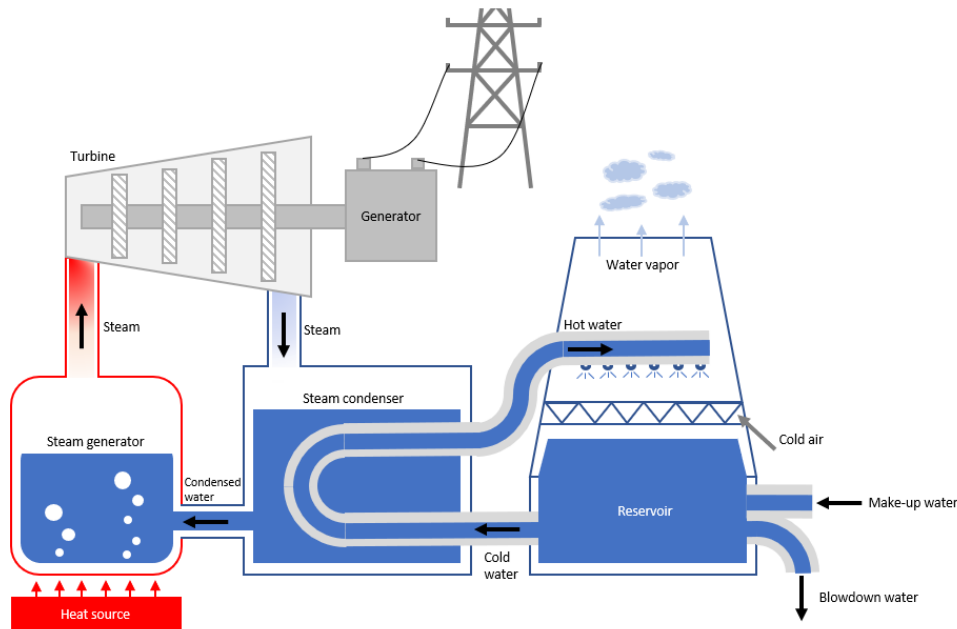 Turbine
Generator
Water vapor
Steam
Steam
Hot water
Steam condenser
Cold air
Steam generator
Condensed
water
Reservoir
Make-up water
Cold
water
Blowdown water
Heat source